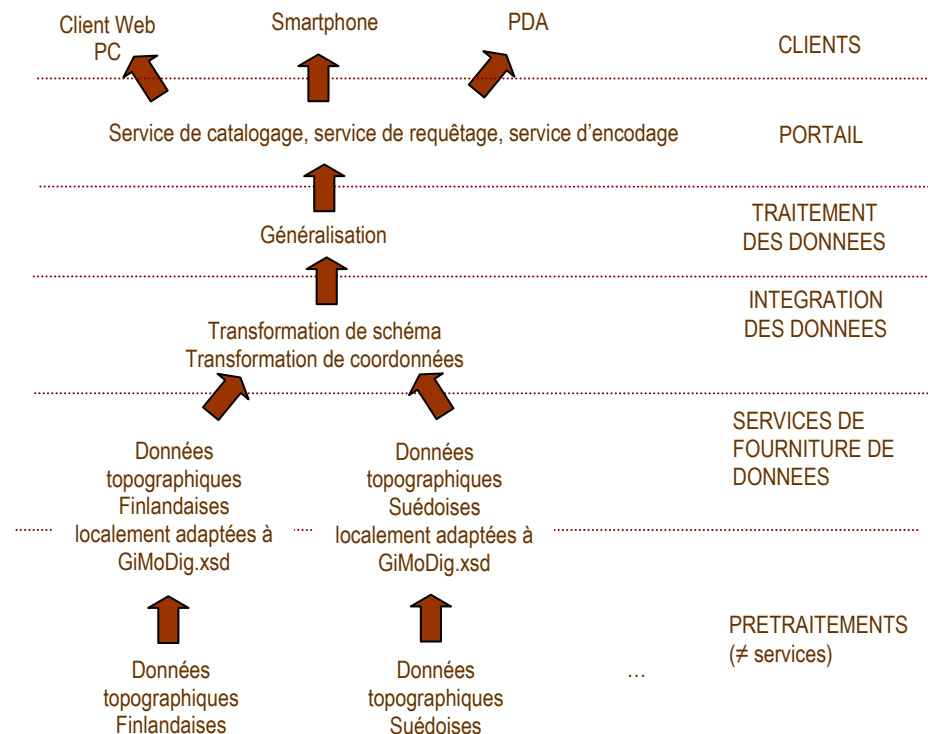 Client Web
PC
Smartphone
PDA
CLIENTS
Service de catalogage, service de requêtage, service d'encodage
PORTAIL
Généralisation
TRAITEMENT
DES DONNEES
Transformation de schéma
Transformation de coordonnées
INTEGRATION
DES DONNEES
Données
topographiques
Finlandaises
localement adaptées à
GiMoDig.xsd
Données
topographiques
Suédoises
localement adaptées à
GiMoDig.xsd
SERVICES DE
FOURNITURE DE
DONNEES
Données
topographiques
Finlandaises
Données
topographiques
Suédoises
…
PRETRAITEMENTS
(≠ services)